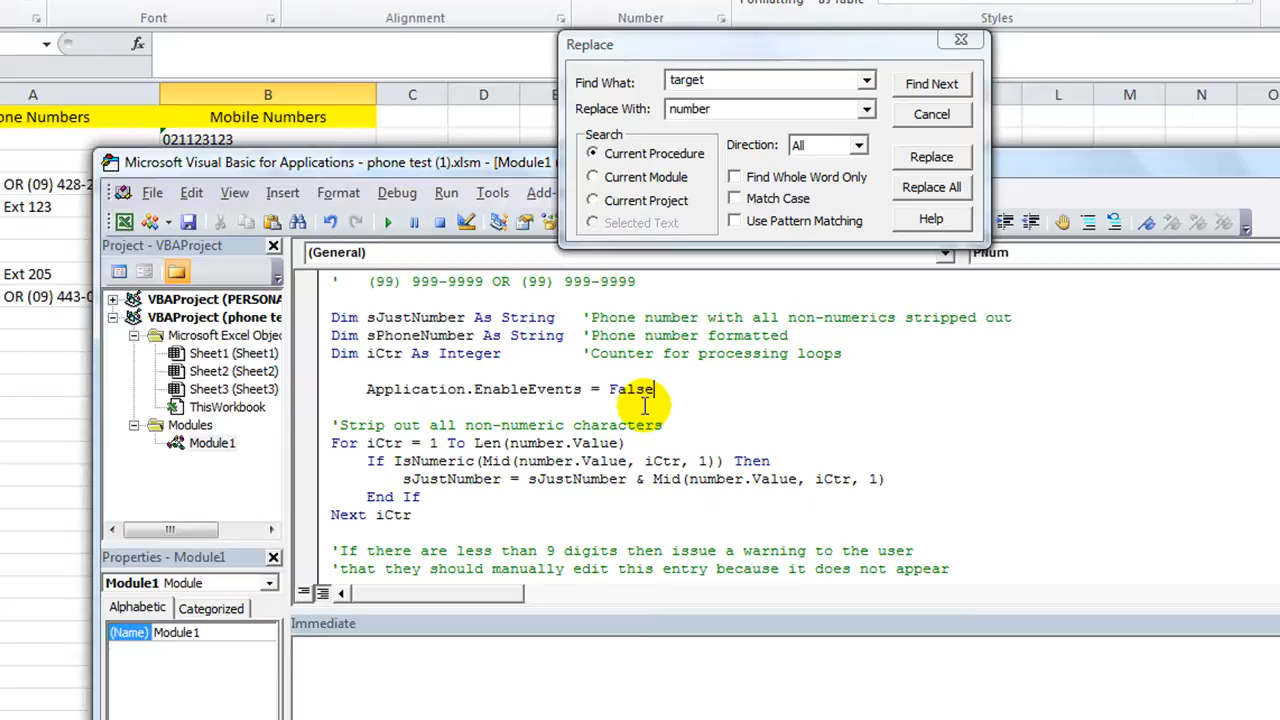 Font
Alignment
Number
Formatting as Table
Styles
fx
A B C D E L M N O
one Numbers
Mobile Numbers
021123123
OR (09) 428-2
Ext 123
Ext 205
OR (09) 443-0
Replace
Find What:
target
Find Next
Replace With:
number
Cancel
Search
Current Procedure
Current Module
Current Project
Selected Text
Direction:
All
Find Whole Word Only
Match Case
Use Pattern Matching
Replace
Replace All
Help
Microsoft Visual Basic for Applications - phone test (1).xlsm - [Module1
File Edit View Insert Format Debug Run Tools Add-
Project - VBAProject
VBAProject (PERSONA
VBAProject (phone te
Microsoft Excel Objec
Sheet1 (Sheet1)
Sheet2 (Sheet2)
Sheet3 (Sheet3)
ThisWorkbook
Modules
Module1
Properties - Module1
Module1 Module
Alphabetic Categorized
(Name) Module1
(General)
PNum
' (99) 999-9999 OR (99) 999-9999
Dim sJustNumber As String 'Phone number with all non-numerics stripped out
Dim sPhoneNumber As String 'Phone number formatted
Dim iCtr As Integer 'Counter for processing loops
Application.EnableEvents = False
'Strip out all non-numeric characters
For iCtr = 1 To Len(number.Value)
If IsNumeric(Mid(number.Value, iCtr, 1)) Then
sJustNumber = sJustNumber & Mid(number.Value, iCtr, 1)
End If
Next iCtr
'If there are less than 9 digits then issue a warning to the user
'that they should manually edit this entry because it does not appear
Immediate